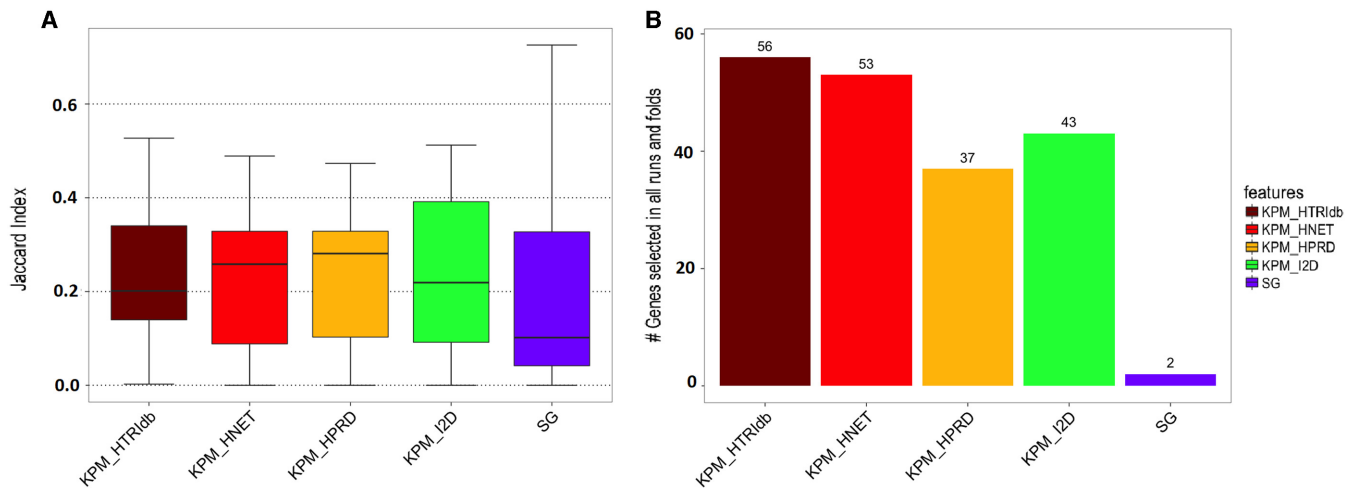 A
Jaccard Index
0.6
0.4
0.2
0.0
KPM_HTRIdb
KPM_HNET
KPM_HPRD
KPM_I2D
SG
B
# Genes selected in all runs and folds
60
40
20
0
56
53
37
43
2
KPM_HTRIdb
KPM_HNET
KPM_HPRD
KPM_I2D
SG
features
KPM_HTRIdb
KPM_HNET
KPM_HPRD
KPM_I2D
SG